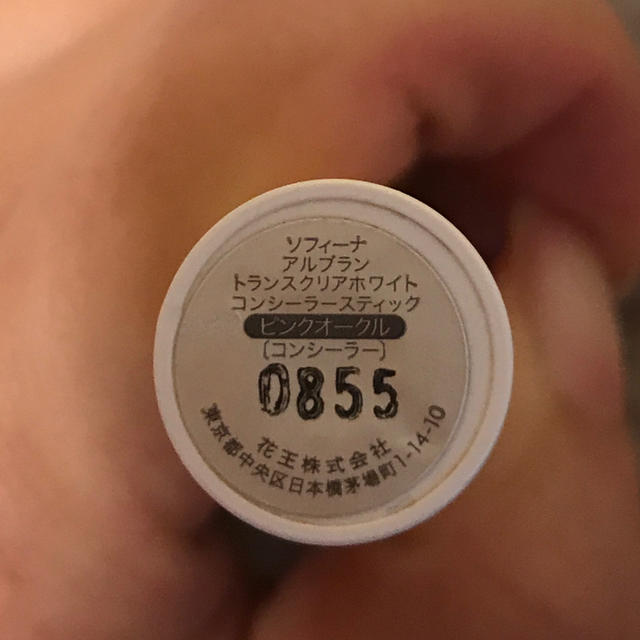 ソフィーナ
アルブラン
トランスクリアホワイト
コンシーラースティック
ピンクオークル
(コンシーラー)
0855
花王株式会社
東京都中央区日本橋茅場町1-14-10